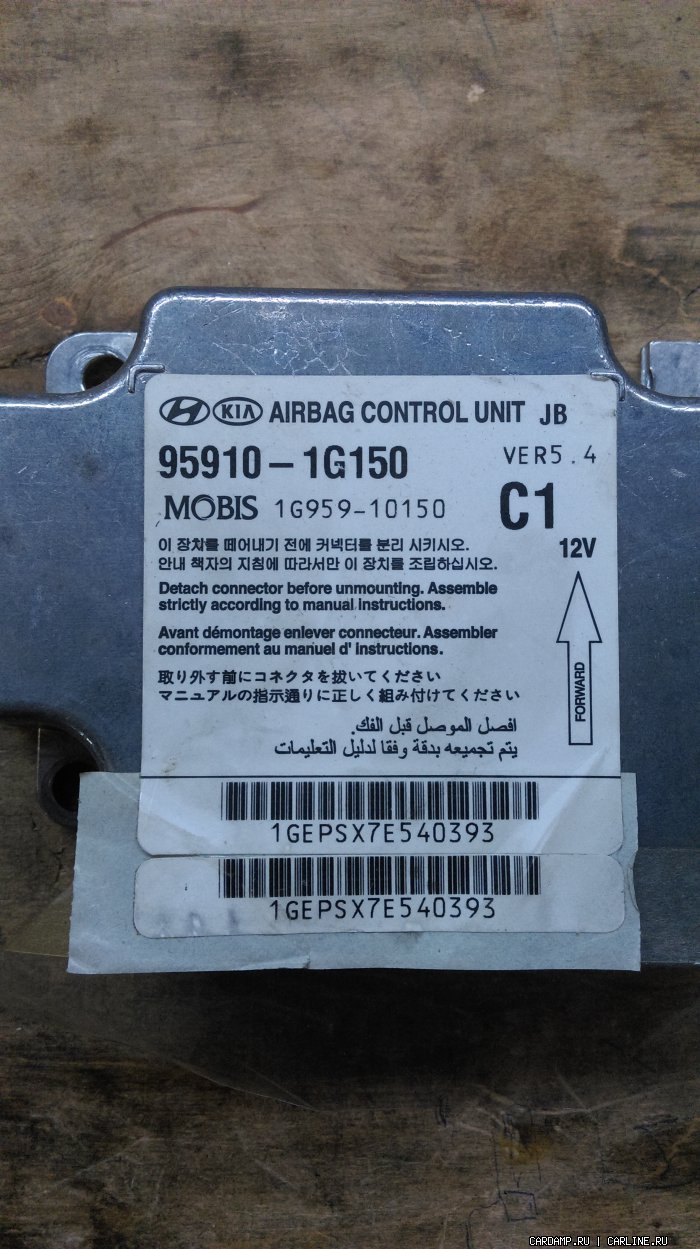 KIA AIRBAG CONTROL UNIT JB
95910-1G150 VER5.4
MOBIS 1G959-10150 C1
이 장치를 떼어내기 전에 커넥터를 분리 시키시오.
안내 책자의 지침에 따라서만 이 장치를 조립하십시오.
12V
Detach connector before unmounting. Assemble
strictly according to manual instructions.
Avant démontage enlever connecteur. Assembler
conformement au manuel d' instructions.
FORWARD
取り外す前にコネクタを抜いてください
マニュアルの指示通りに正しく組み付けてください
افصل الموصل قبل الفك.
يتم تجميعه بدقة وفقا لدليل التعليمات
1GEPSX7E540393
1GEPSX7E540393
CARDAMP.RU | CARLINE.RU